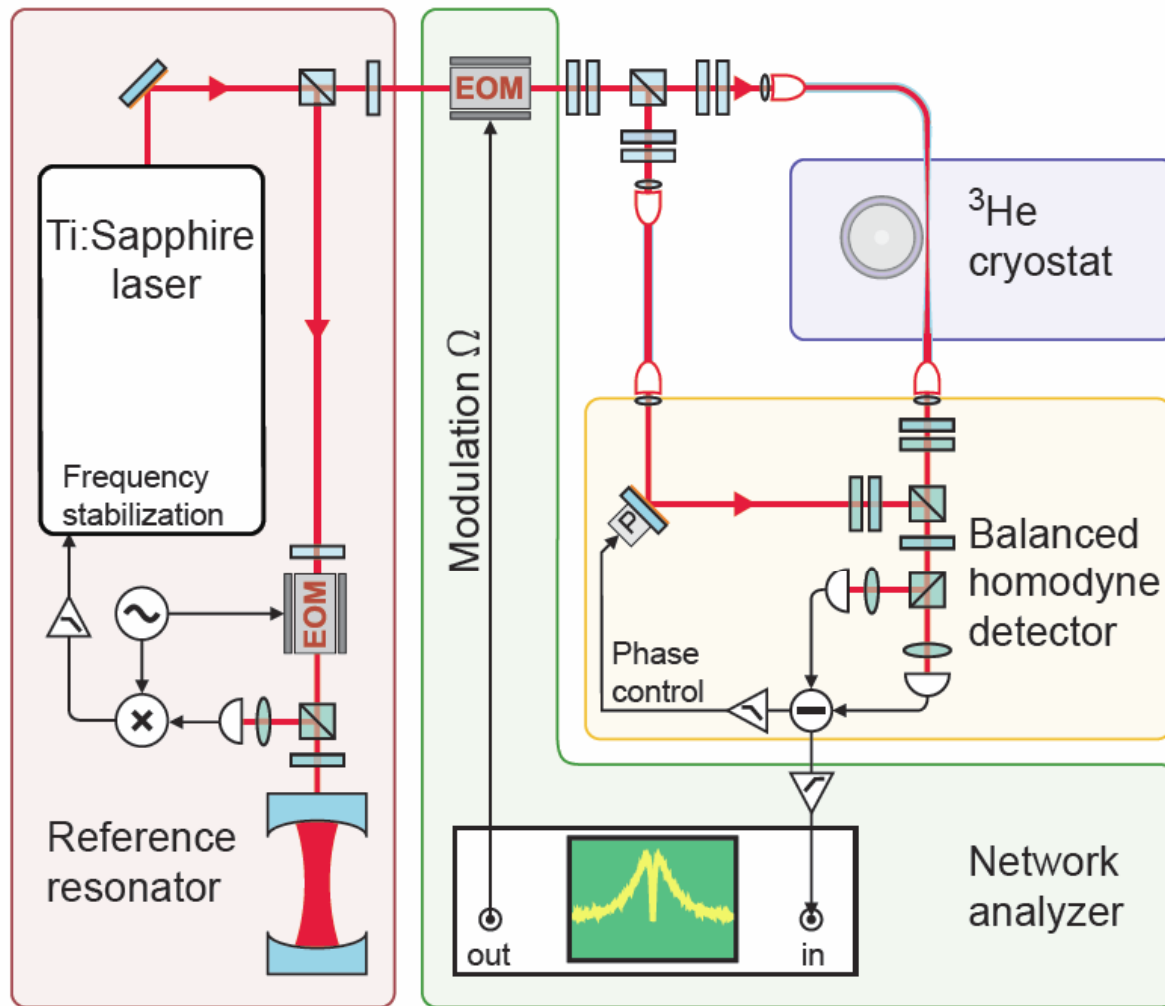 EOM
Ti:Sapphire
laser
³He
cryostat
Modulation Ω
Frequency
stabilization
P
Balanced
homodyne
detector
EOM
Phase
control
Reference
resonator
Network
analyzer
out
in